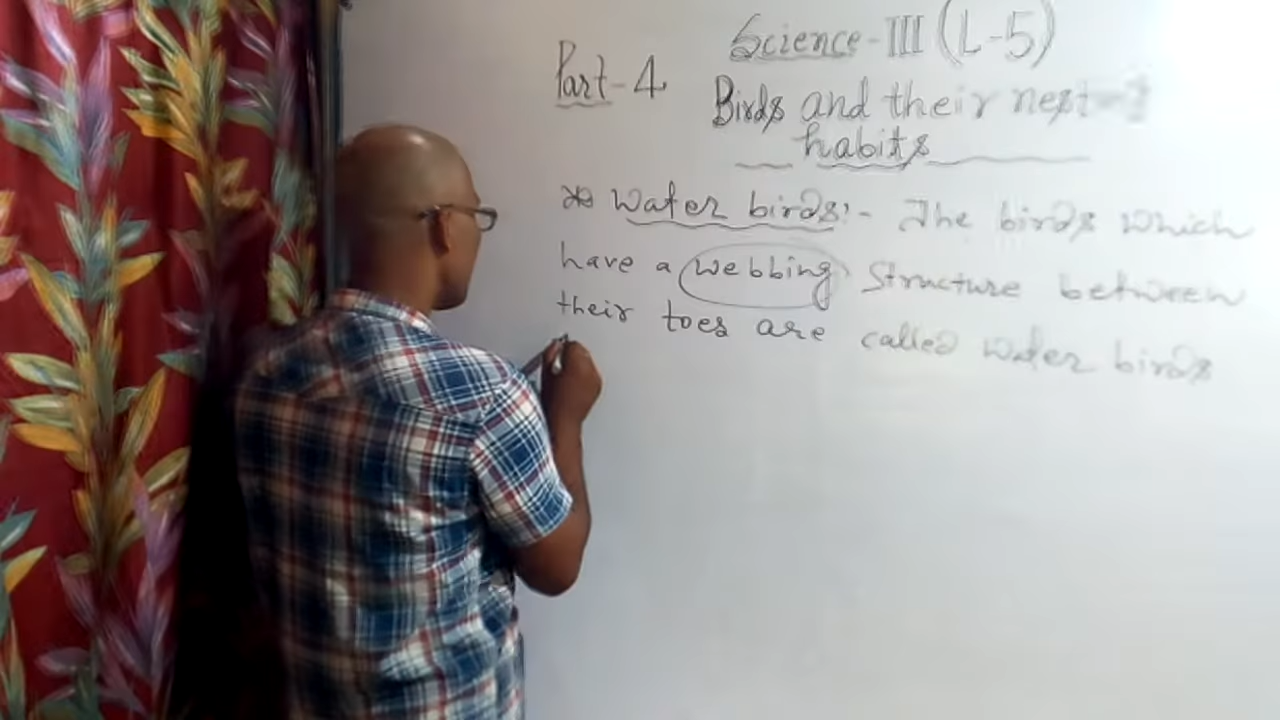 Science-III (L-5)
Part-4
Birds and their nest
habits
Water birds:- The birds which
have a webbing structure between
their toes are called water birds